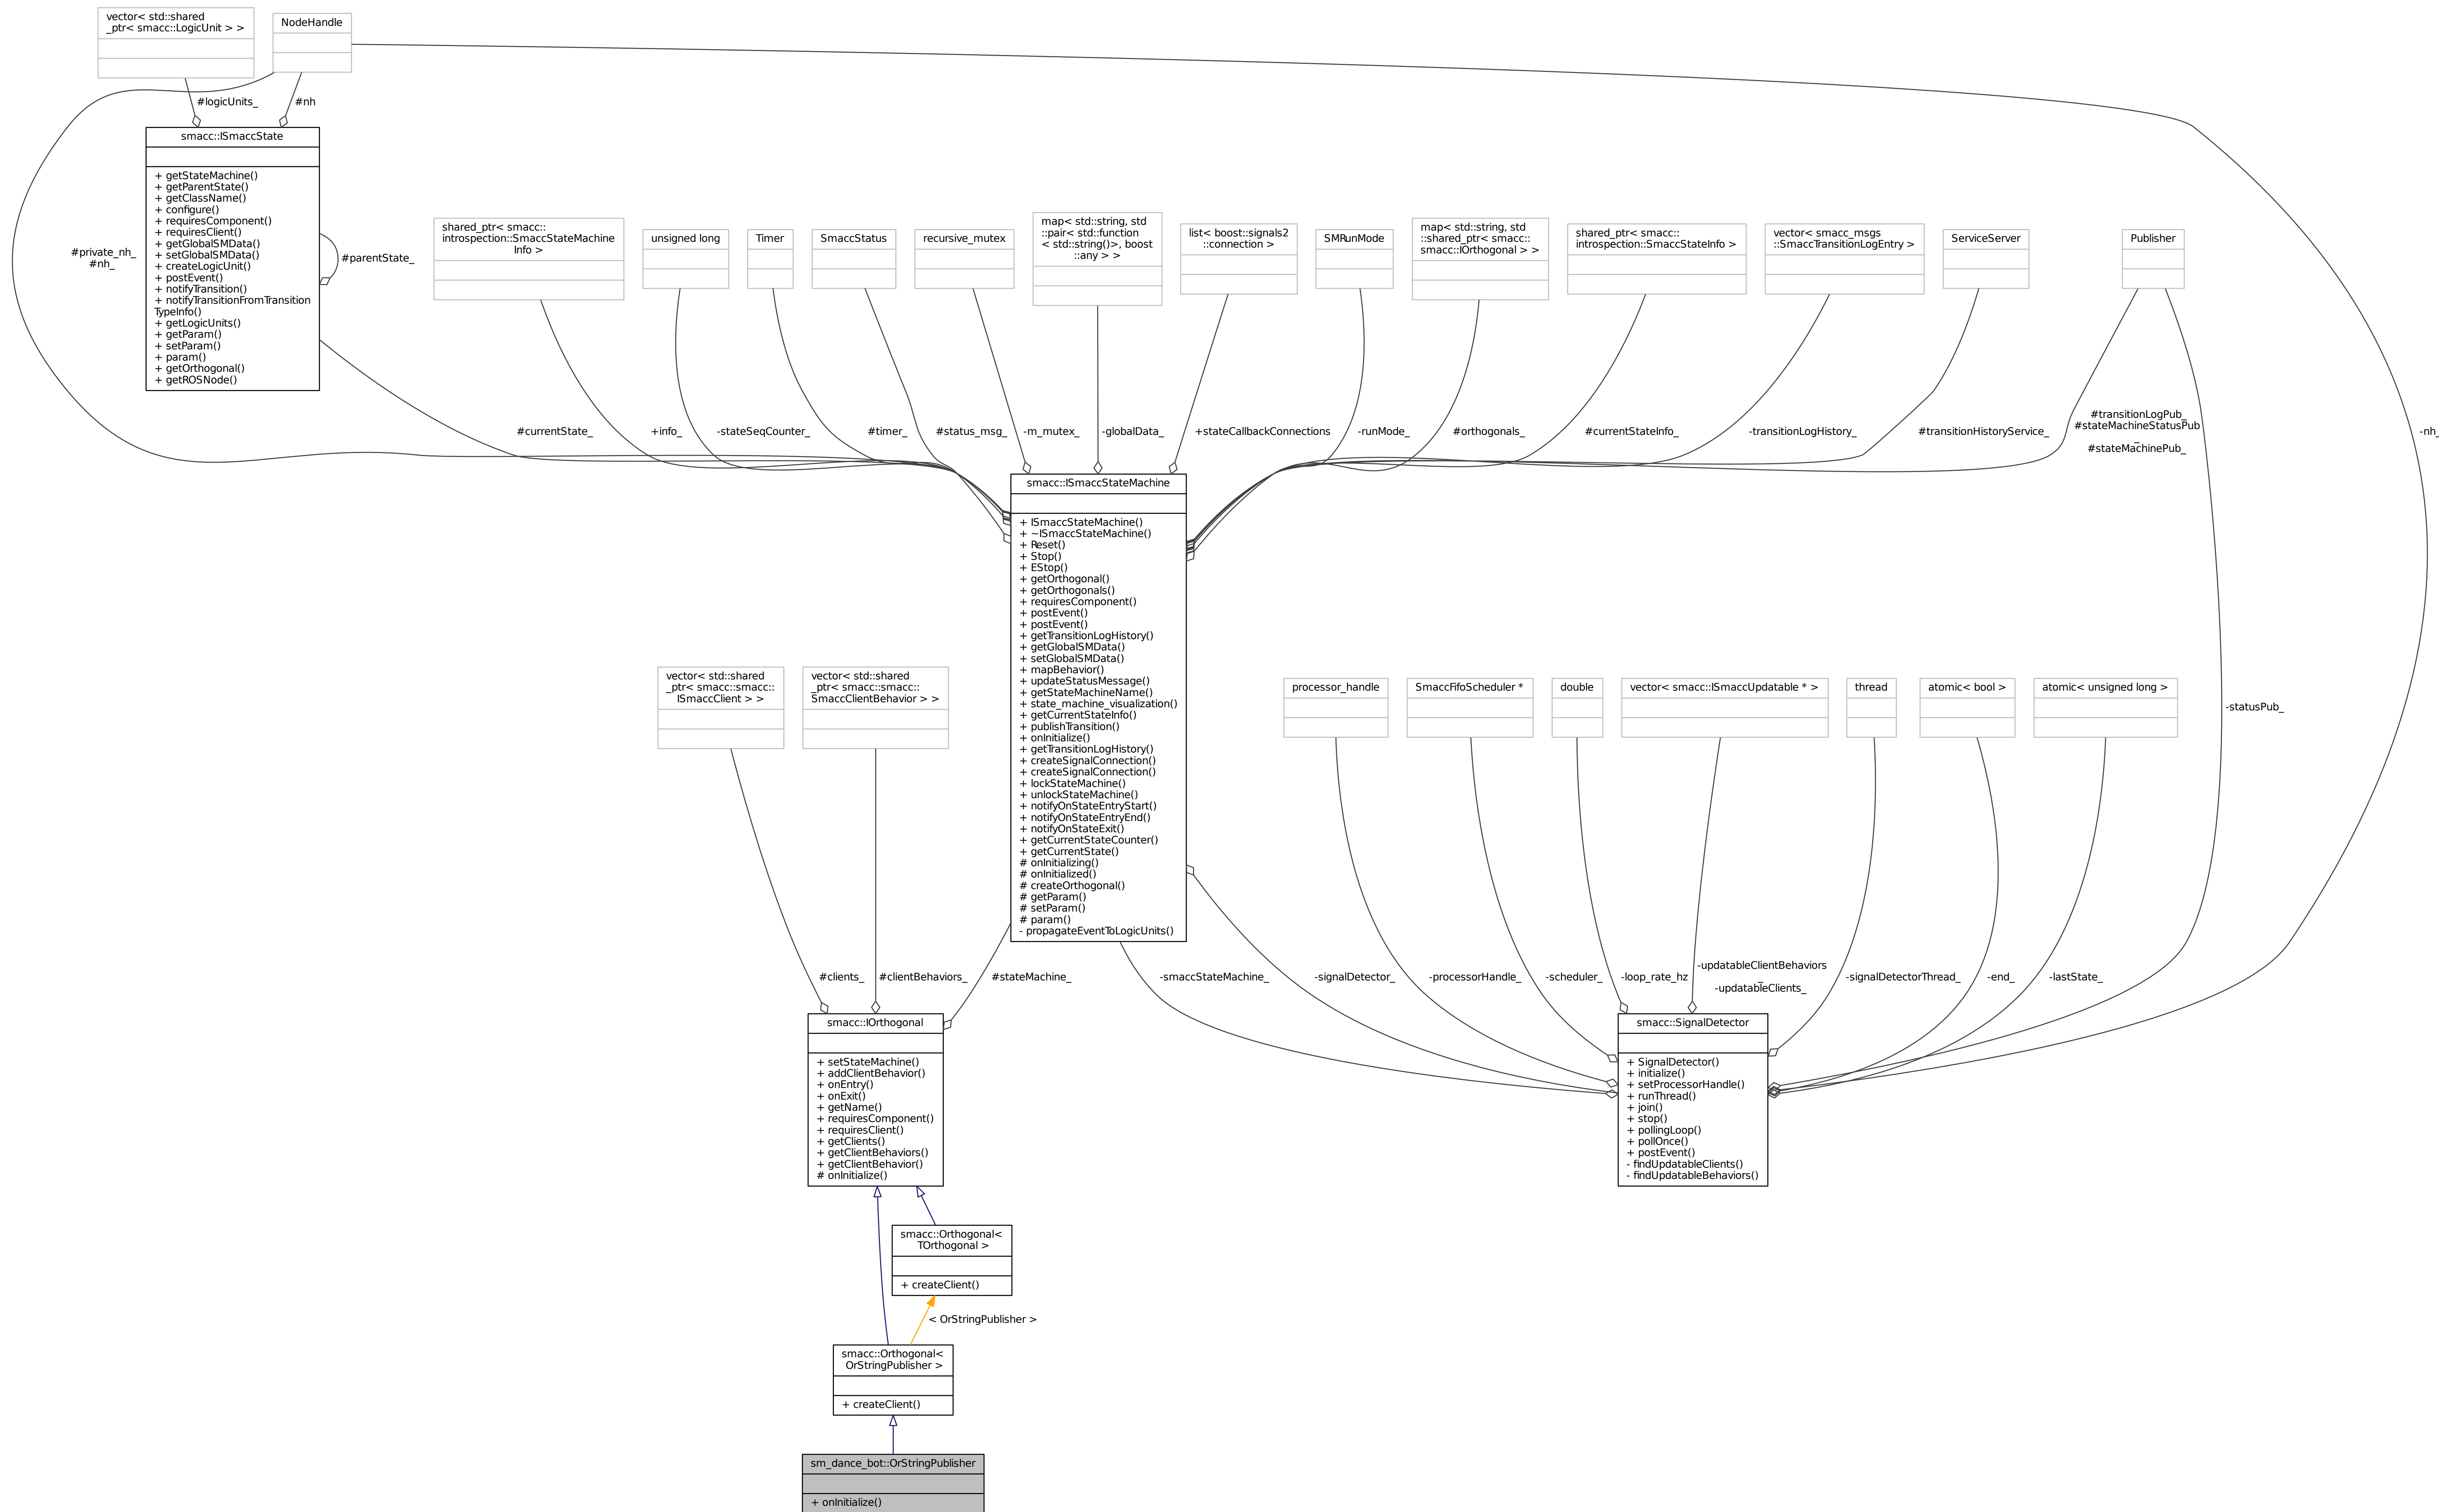 vector< std::shared
_ptr< smacc::LogicUnit > >
NodeHandle
#logicUnits_
#nh
smacc::ISmaccState
+ getStateMachine()
+ getParentState()
+ getClassName()
+ configure()
+ requiresComponent()
+ requiresClient()
+ getGlobalSMData()
+ setGlobalSMData()
+ createLogicUnit()
+ postEvent()
+ notifyTransition()
+ notifyTransitionFromTransition
TypeInfo()
+ getLogicUnits()
+ getParam()
+ setParam()
+ param()
+ getOrthogonal()
+ getROSNode()
#private_nh_
#nh_
#parentState_
shared_ptr< smacc::
introspection::SmaccStateMachine
Info >
unsigned long
Timer
SmaccStatus
recursive_mutex
map< std::string, std
::pair< std::function
< std::string()>, boost
::any > >
list< boost::signals2
::connection >
SMRunMode
map< std::string, std
::shared_ptr< smacc::
smacc::IOrthogonal > >
shared_ptr< smacc::
introspection::SmaccStateInfo >
vector< smacc_msgs
::SmaccTransitionLogEntry >
ServiceServer
Publisher
#currentState_
+info_
-stateSeqCounter_
#timer_
#status_msg_
-m_mutex_
-globalData_
+stateCallbackConnections
-runMode_
#orthogonals_
#currentStateInfo_
-transitionLogHistory_
#transitionHistoryService_
#transitionLogPub_
#stateMachineStatusPub
_
#stateMachinePub_
-nh_
smacc::ISmaccStateMachine
+ ISmaccStateMachine()
+ ~ISmaccStateMachine()
+ Reset()
+ Stop()
+ EStop()
+ getOrthogonal()
+ getOrthogonals()
+ requiresComponent()
+ postEvent()
+ postEvent()
+ getTransitionLogHistory()
+ getGlobalSMData()
+ setGlobalSMData()
+ mapBehavior()
+ updateStatusMessage()
+ getStateMachineName()
+ state_machine_visualization()
+ getCurrentStateInfo()
+ publishTransition()
+ onInitialize()
+ getTransitionLogHistory()
+ createSignalConnection()
+ createSignalConnection()
+ lockStateMachine()
+ unlockStateMachine()
+ notifyOnStateEntryStart()
+ notifyOnStateEntryEnd()
+ notifyOnStateExit()
+ getCurrentStateCounter()
+ getCurrentState()
# onInitializing()
# onInitialized()
# createOrthogonal()
# getParam()
# setParam()
# param()
- propagateEventToLogicUnits()
vector< std::shared
_ptr< smacc::smacc::
ISmaccClient > >
vector< std::shared
_ptr< smacc::smacc::
SmaccClientBehavior > >
processor_handle
SmaccFifoScheduler *
double
vector< smacc::ISmaccUpdatable * >
thread
atomic< bool >
atomic< unsigned long >
-statusPub_
#clients_
#clientBehaviors_
#stateMachine_
-smaccStateMachine_
-signalDetector_
-processorHandle_
-scheduler_
-loop_rate_hz
-updatableClientBehaviors
_
-updatableClients_
-signalDetectorThread_
-end_
-lastState_
smacc::IOrthogonal
+ setStateMachine()
+ addClientBehavior()
+ onEntry()
+ onExit()
+ getName()
+ requiresComponent()
+ requiresClient()
+ getClients()
+ getClientBehaviors()
+ getClientBehavior()
# onInitialize()
smacc::SignalDetector
+ SignalDetector()
+ initialize()
+ setProcessorHandle()
+ runThread()
+ join()
+ stop()
+ pollingLoop()
+ pollOnce()
+ postEvent()
- findUpdatableClients()
- findUpdatableBehaviors()
smacc::Orthogonal<
TOrthogonal >
+ createClient()
< OrStringPublisher >
smacc::Orthogonal<
OrStringPublisher >
+ createClient()
sm_dance_bot::OrStringPublisher
+ onInitialize()